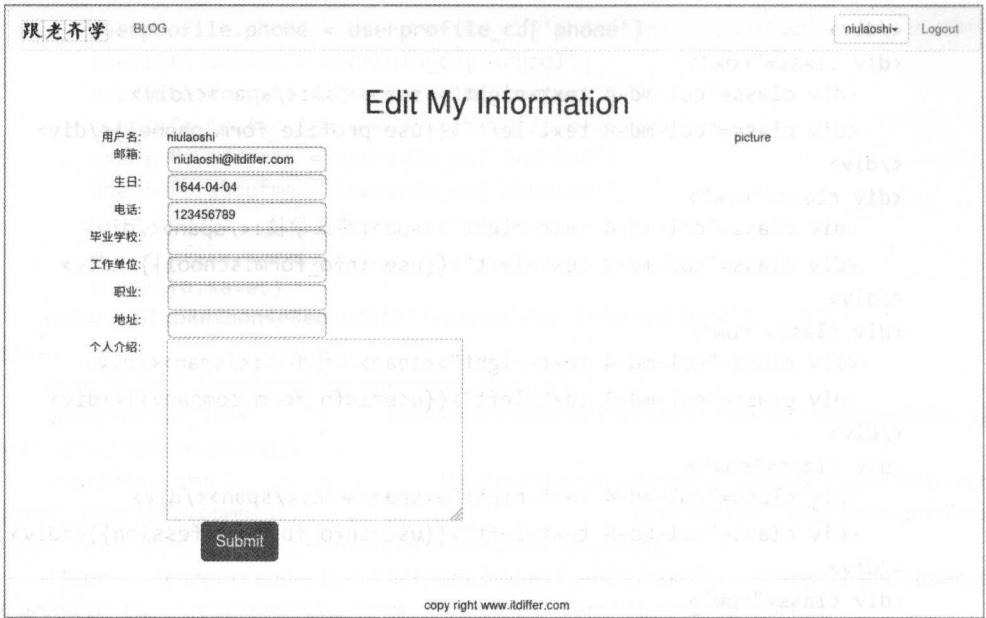 跟老齐学 BLOG niulaoshi Logout
Edit My Information
用户名: niulaoshi picture
邮箱: niulaoshi@itdiffer.com
生日: 1644-04-04
电话: 123456789
毕业学校:
工作单位:
职业:
地址:
个人介绍:
Submit
copy right www.itdiffer.com